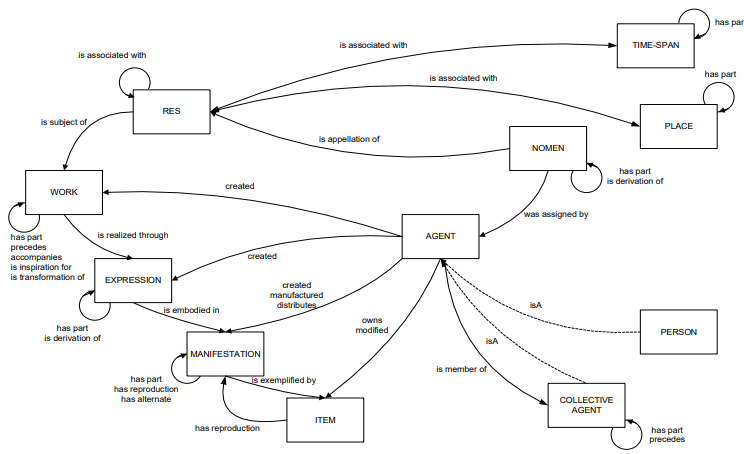 has par
TIME-SPAN
is associated with
is associated with
has part
is associated with
RES
PLACE
is subject of
is appellation of
NOMEN
has part
is derivation of
WORK
created
was assigned by
has part
precedes
accompanies
is inspiration for
is transformation of
is realized through
AGENT
created
EXPRESSION
created
manufactured
distributes
is embodied in
has part
is derivation of
owns
modified
isA
PERSON
isA
MANIFESTATION
is member of
has part
has reproduction
has alternate
is exemplified by
COLLECTIVE
AGENT
ITEM
has reproduction
has part
precedes